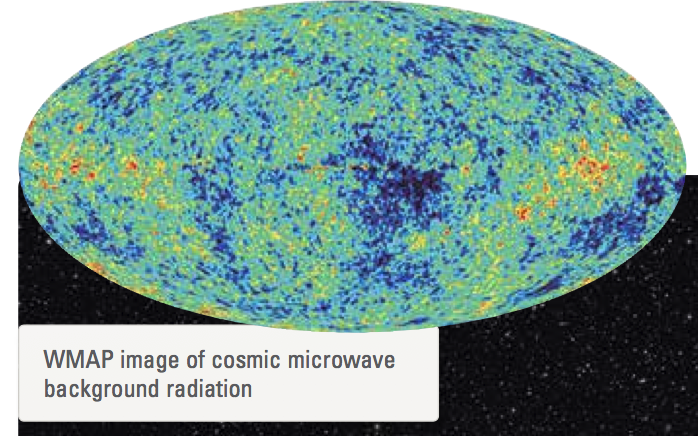 WMAP image of cosmic microwave
background radiation